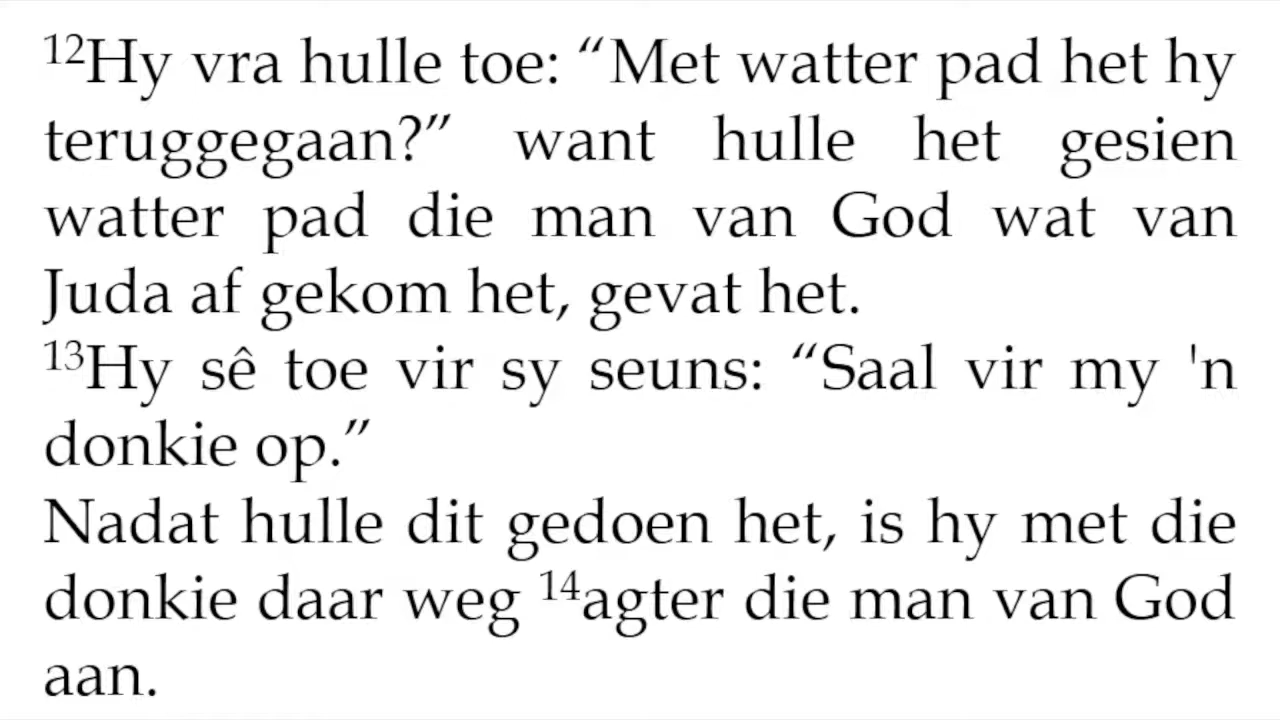 ¹²Hy vra hulle toe: “Met watter pad het hy
teruggegaan?” want hulle het gesien
watter pad die man van God wat van
Juda af gekom het, gevat het.
¹³Hy sê toe vir sy seuns: “Saal vir my 'n
donkie op.”
Nadat hulle dit gedoen het, is hy met die
donkie daar weg ¹⁴agter die man van God
aan.